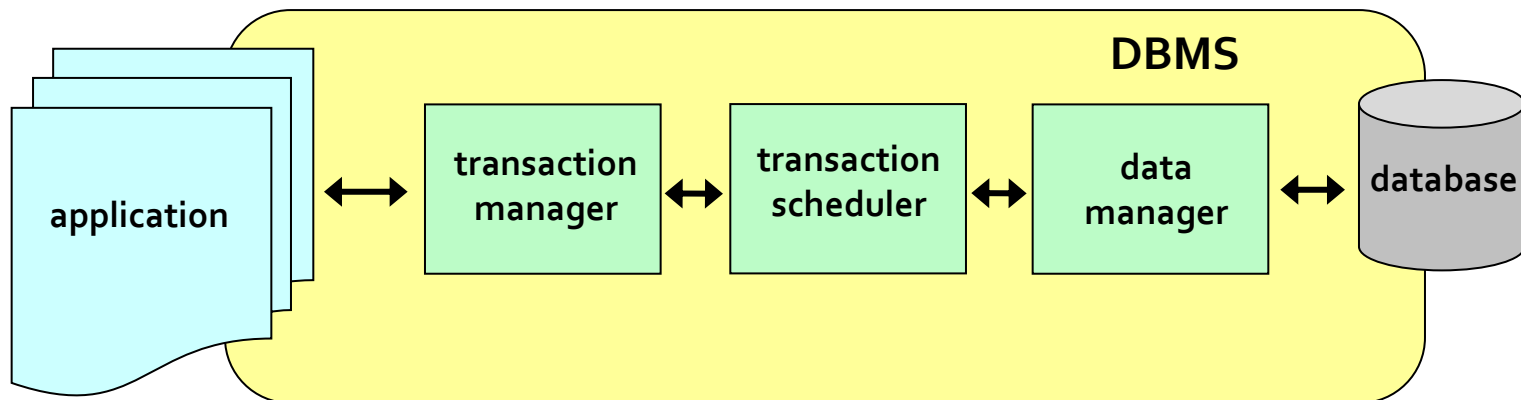 DBMS
application
transaction
manager
transaction
scheduler
data
manager
database